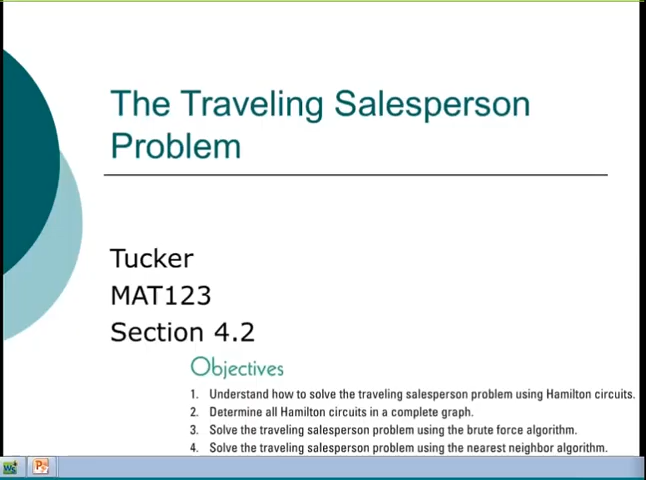 The Traveling Salesperson
Problem
Tucker
MAT123
Section 4.2
Objectives
1. Understand how to solve the traveling salesperson problem using Hamilton circuits.
2. Determine all Hamilton circuits in a complete graph.
3. Solve the traveling salesperson problem using the brute force algorithm.
4. Solve the traveling salesperson problem using the nearest neighbor algorithm.